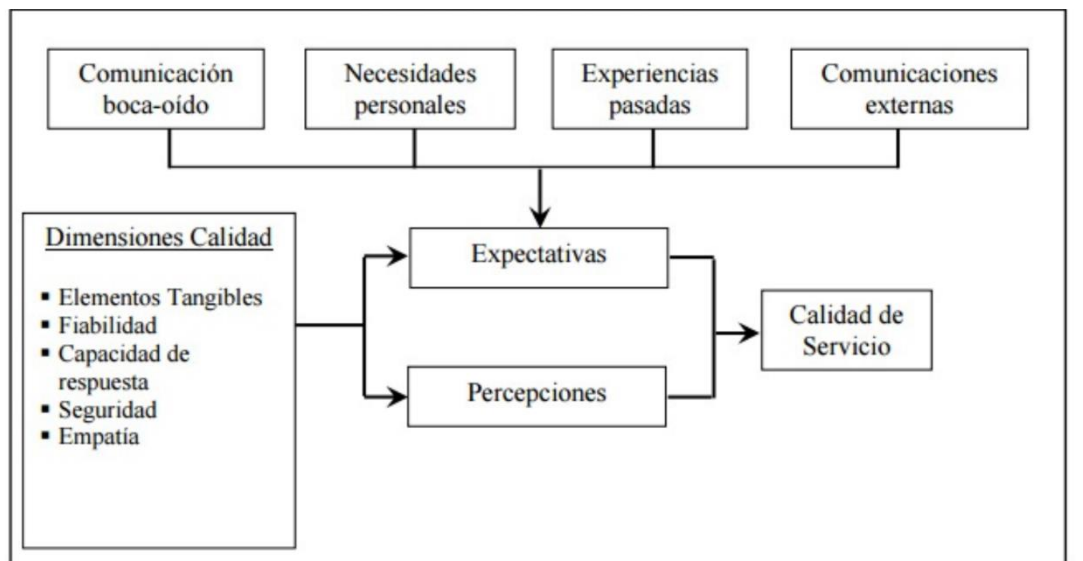 Comunicación
boca-oído
Necesidades
personales
Experiencias
pasadas
Comunicaciones
externas
Dimensiones Calidad
▪ Elementos Tangibles
▪ Fiabilidad
▪ Capacidad de
respuesta
▪ Seguridad
▪ Empatía
Expectativas
Percepciones
Calidad de
Servicio